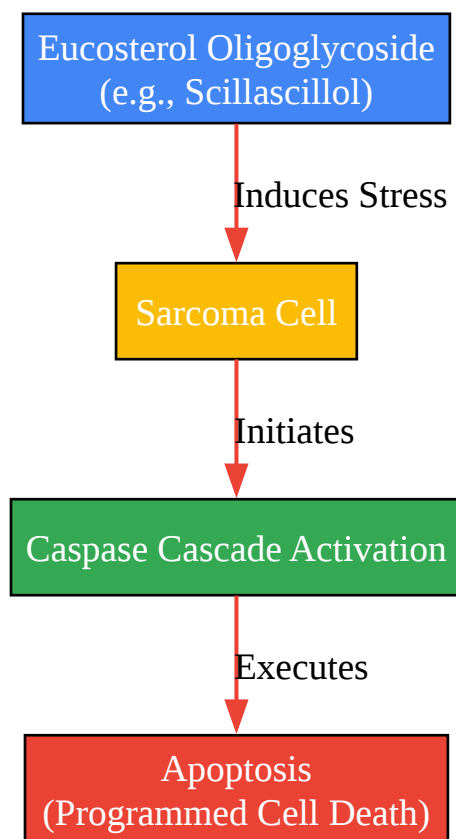 Eucosterol Oligoglycoside
(e.g., Scillascillol)
Induces Stress
Sarcoma Cell
Initiates
Caspase Cascade Activation
Executes
Apoptosis
(Programmed Cell Death)